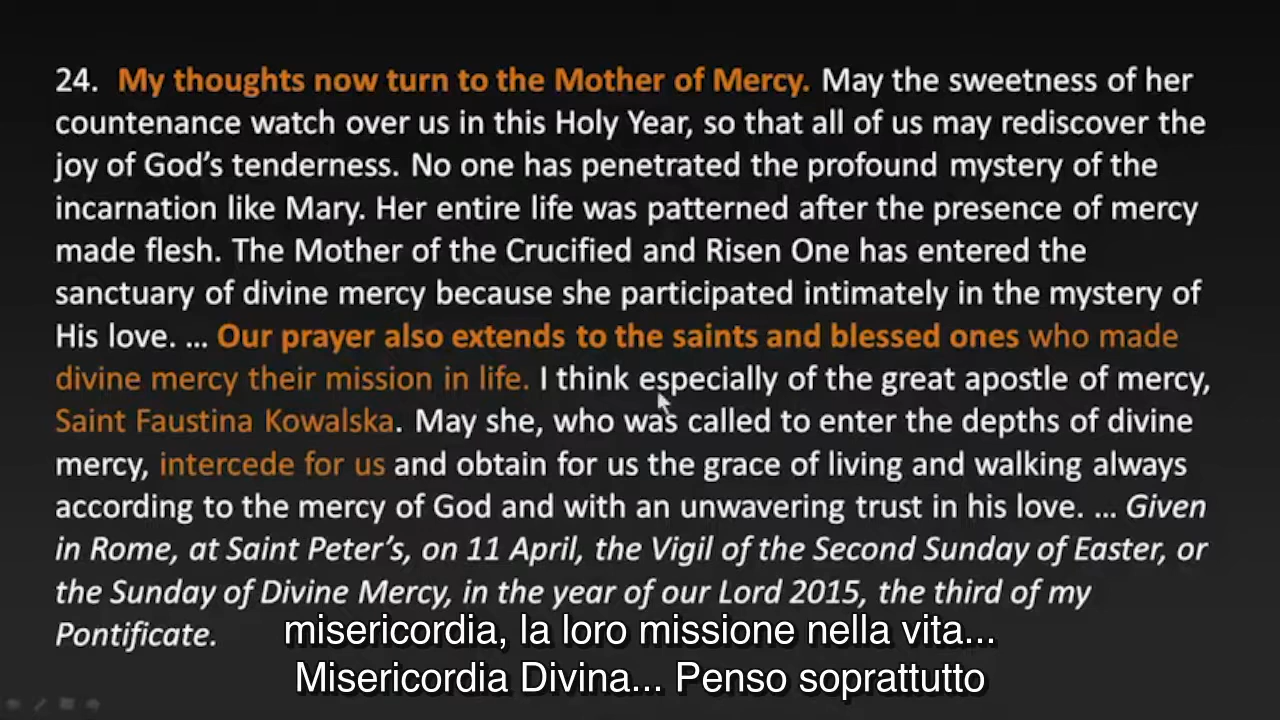 24. My thoughts now turn to the Mother of Mercy. May the sweetness of her
countenance watch over us in this Holy Year, so that all of us may rediscover the
joy of God’s tenderness. No one has penetrated the profound mystery of the
incarnation like Mary. Her entire life was patterned after the presence of mercy
made flesh. The Mother of the Crucified and Risen One has entered the
sanctuary of divine mercy because she participated intimately in the mystery of
His love. … Our prayer also extends to the saints and blessed ones who made
divine mercy their mission in life. I think especially of the great apostle of mercy,
Saint Faustina Kowalska. May she, who was called to enter the depths of divine
mercy, intercede for us and obtain for us the grace of living and walking always
according to the mercy of God and with an unwavering trust in his love. … Given
in Rome, at Saint Peter’s, on 11 April, the Vigil of the Second Sunday of Easter, or
the Sunday of Divine Mercy, in the year of our Lord 2015, the third of my
Pontificate.
misericordia, la loro missione nella vita...
Misericordia Divina... Penso soprattutto